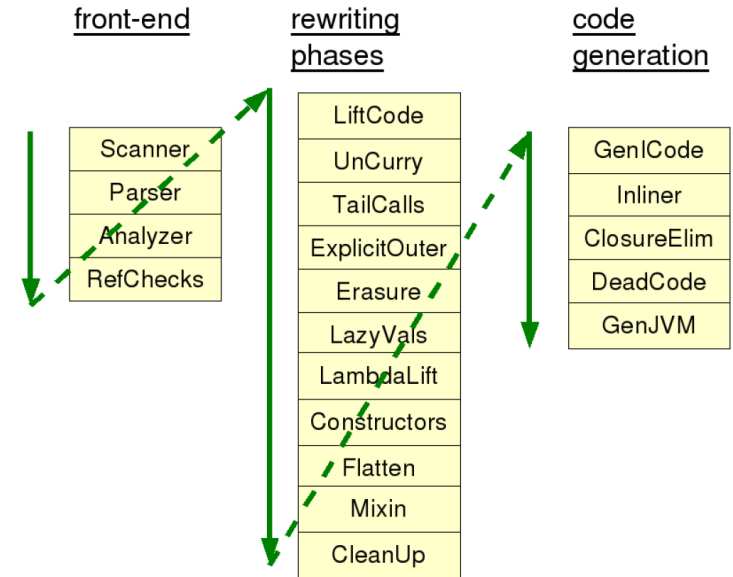 front-end
Scanner
Parser
Analyzer
RefChecks
rewriting
phases
LiftCode
UnCurry
TailCalls
ExplicitOuter
Erasure
LazyVals
LambdaLift
Constructors
Flatten
Mixin
CleanUp
code
generation
GenICode
Inliner
ClosureElim
DeadCode
GenJVM